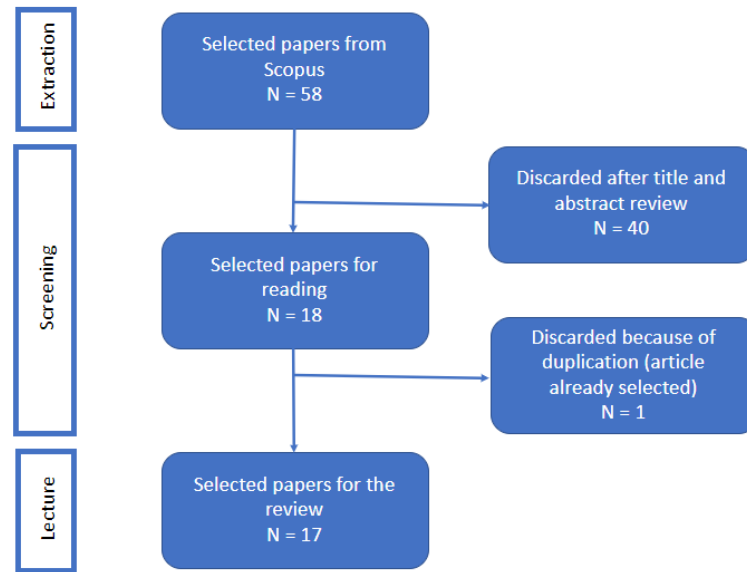 Extraction
Selected papers from
Scopus
N = 58
Screening
Discarded after title and
abstract review
N = 40
Selected papers for
reading
N = 18
Discarded because of
duplication (article
already selected)
N = 1
Lecture
Selected papers for the
review
N = 17